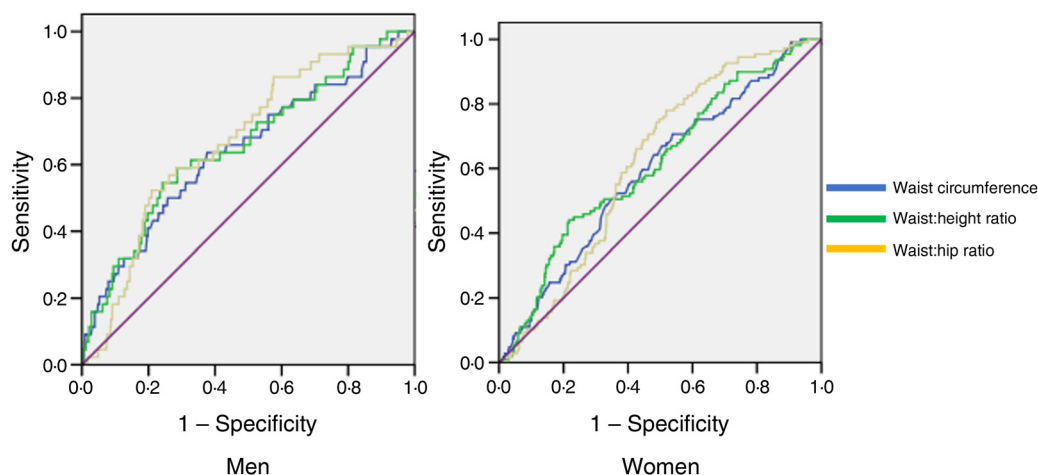 1·0
0·8
0·6
0·4
0·2
0·0
Sensitivity
0·0 0·2 0·4 0·6 0·8 1·0
1 – Specificity
Men
1·0
0·8
0·6
0·4
0·2
0·0
Sensitivity
0·0 0·2 0·4 0·6 0·8 1·0
1 – Specificity
Women
Waist circumference
Waist:height ratio
Waist:hip ratio